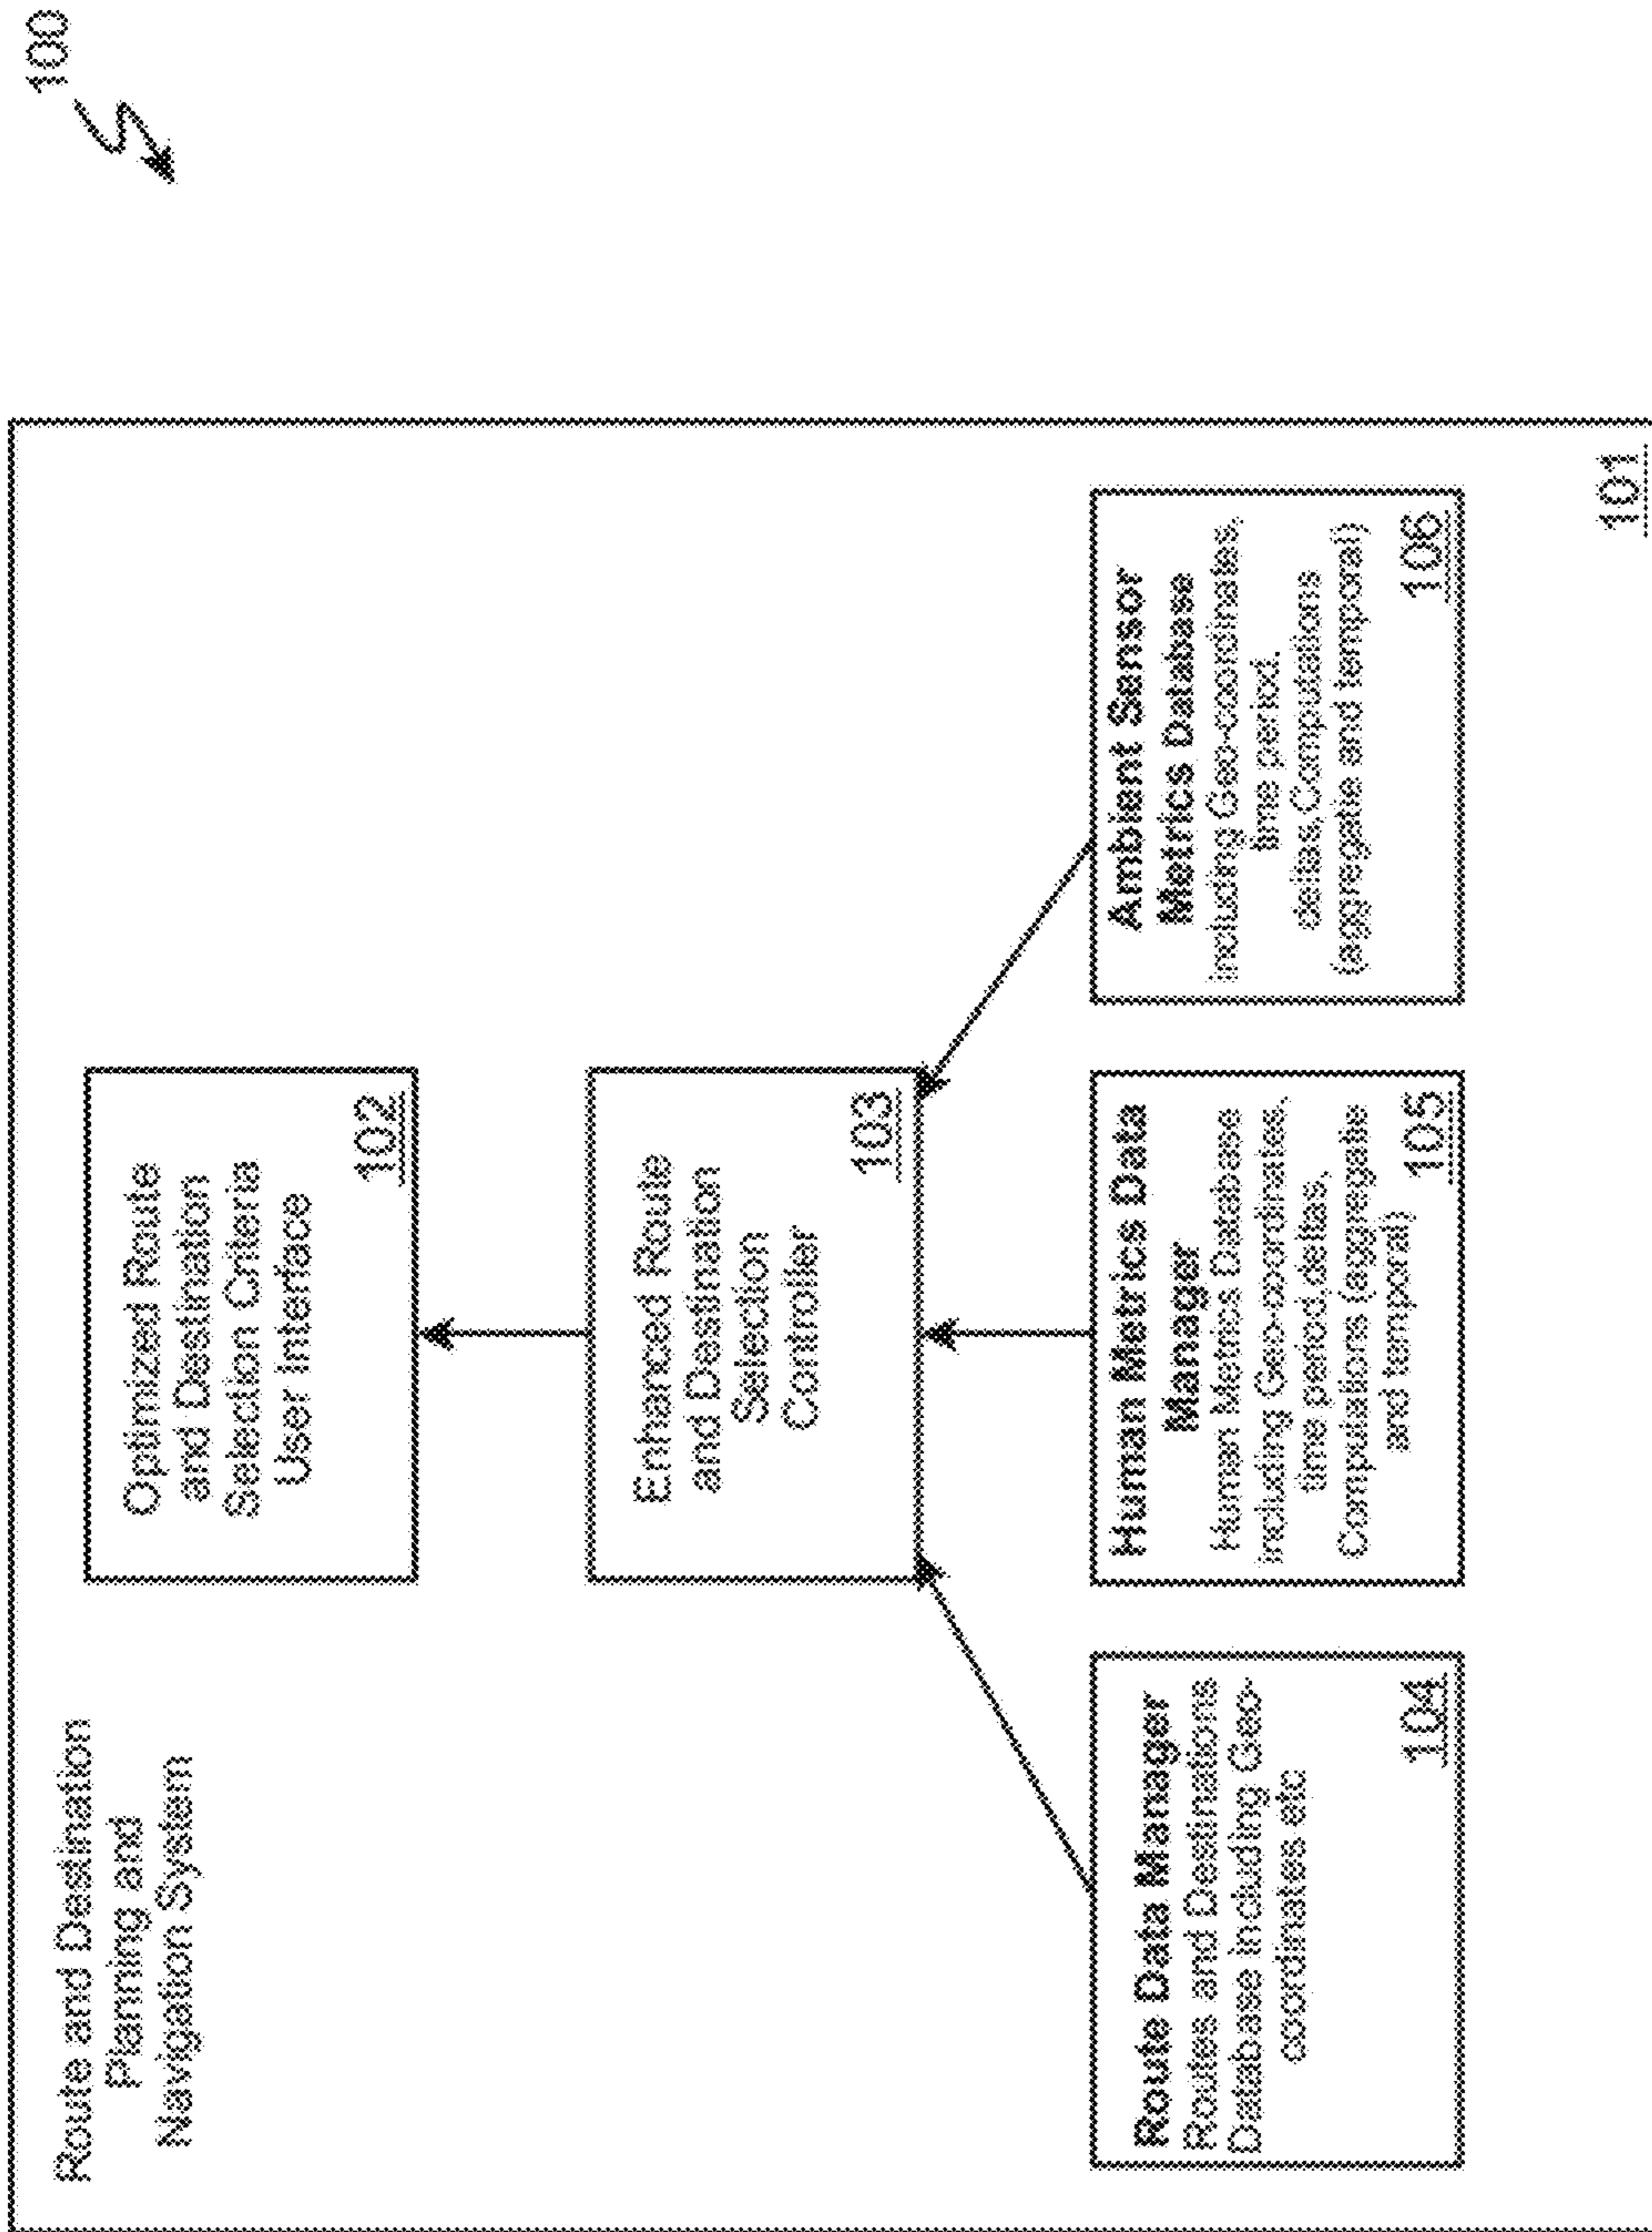 100
Route and Destination
Planning and
Navigation System
Optimized Route
and Destination
Selection Criteria
User Interface
102
Enhanced Route
and Destination
Selection
Controller
103
Route Data Manager
Routes and Destinations
Database including Geo-
coordinates etc
104
Human Metrics Data
Manager
Human Metrics Database
including Geo-coordinates,
time period, deltas,
Computations (aggregate
and temporal)
105
Ambient Sensor
Metrics Database
including Geo-coordinates,
time period,
deltas, Computations
(aggregate and temporal)
106
101